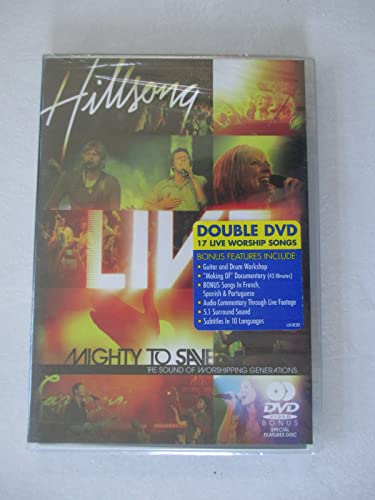 Hillsong
LIVE
DOUBLE DVD
17 LIVE WORSHIP SONGS
BONUS FEATURES INCLUDE:
• Guitar and Drum Workshop
• "Making Of" Documentary (42 Minutes)
• BONUS Songs In French,
Spanish & Portuguese
• Audio Commentary Through Live Footage
• 5.1 Surround Sound
• Subtitles In 10 Languages
MIGHTY TO SAVE
THE SOUND OF WORSHIPPING GENERATIONS
DVD
VIDEO
BONUS
SPECIAL
FEATURES DISC